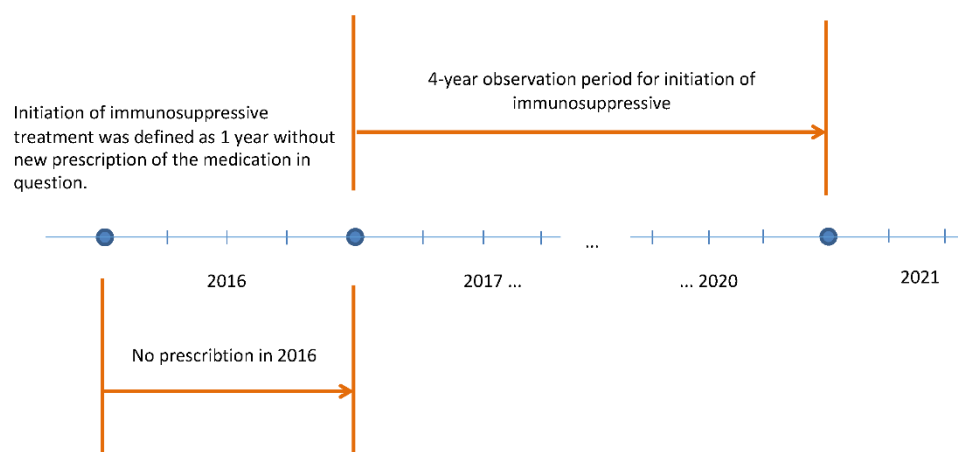 4-year observation period for initiation of
immunosuppressive
Initiation of immunosuppressive
treatment was defined as 1 year without
new prescription of the medication in
question.
...
2016
2017 ...
... 2020
2021
No prescribtion in 2016